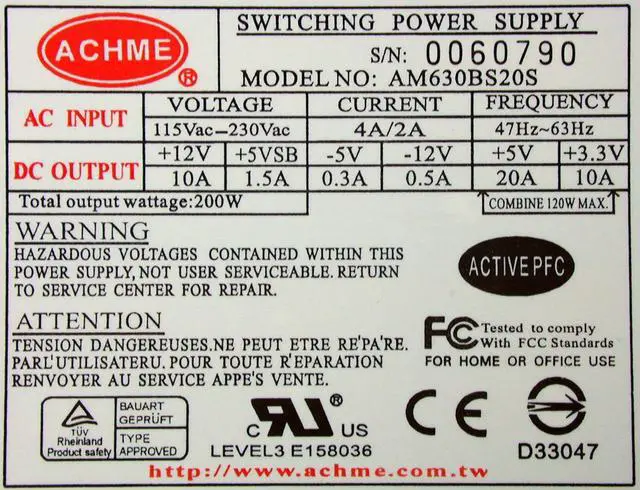 ACHME ®
SWITCHING POWER SUPPLY
S/N: 0060790
MODEL NO: AM630BS20S
AC INPUT
VOLTAGE CURRENT FREQUENCY
115Vac—230Vac 4A/2A 47Hz~63Hz
DC OUTPUT
+12V +5VSB -5V -12V +5V +3.3V
10A 1.5A 0.3A 0.5A 20A 10A
Total output wattage:200W
COMBINE 120W MAX.
WARNING
HAZARDOUS VOLTAGES CONTAINED WITHIN THIS
POWER SUPPLY, NOT USER SERVICEABLE. RETURN
TO SERVICE CENTER FOR REPAIR.
ACTIVE PFC
ATTENTION
TENSION DANGEREUSES.NE PEUT ETRE RE'PA'RE.
PARL'UTILISATERU. POUR TOUTE R'EPARATION
RENVOYER AU SERVICE APPE'S VENTE.
FC Tested to comply
With FCC Standards
FOR HOME OR OFFICE USE
TÜV
Rheinland
Product safety
BAUART
GEPRÜFT
TYPE
APPROVED
c RU US ®
LEVEL3 E158036
CE
D33047
http://www.achme.com.tw